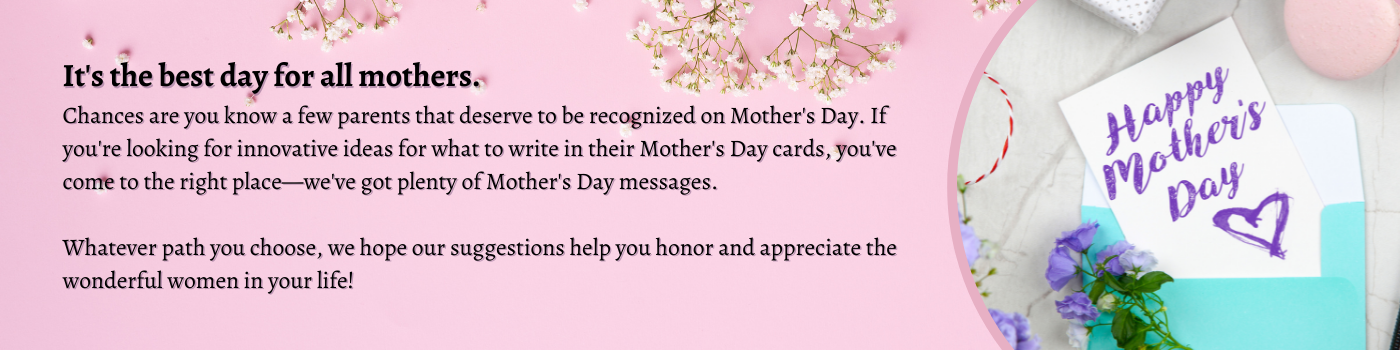 It's the best day for all mothers.
Chances are you know a few parents that deserve to be recognized on Mother's Day. If
you're looking for innovative ideas for what to write in their Mother's Day cards, you've
come to the right place—we've got plenty of Mother's Day messages.
Whatever path you choose, we hope our suggestions help you honor and appreciate the
wonderful women in your life!
Happy
Mother's
Day